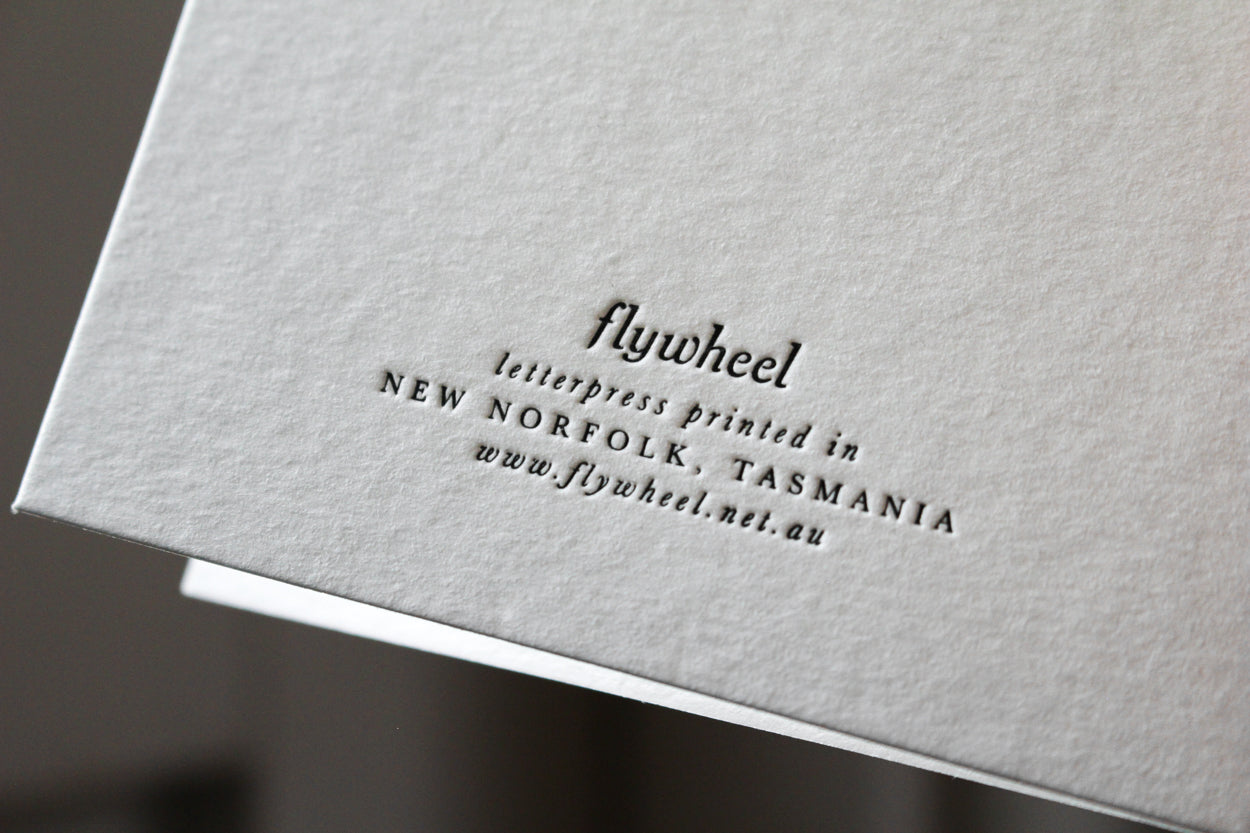 flywheel
letterpress printed in
NEW NORFOLK, TASMANIA
www.flywheel.net.au